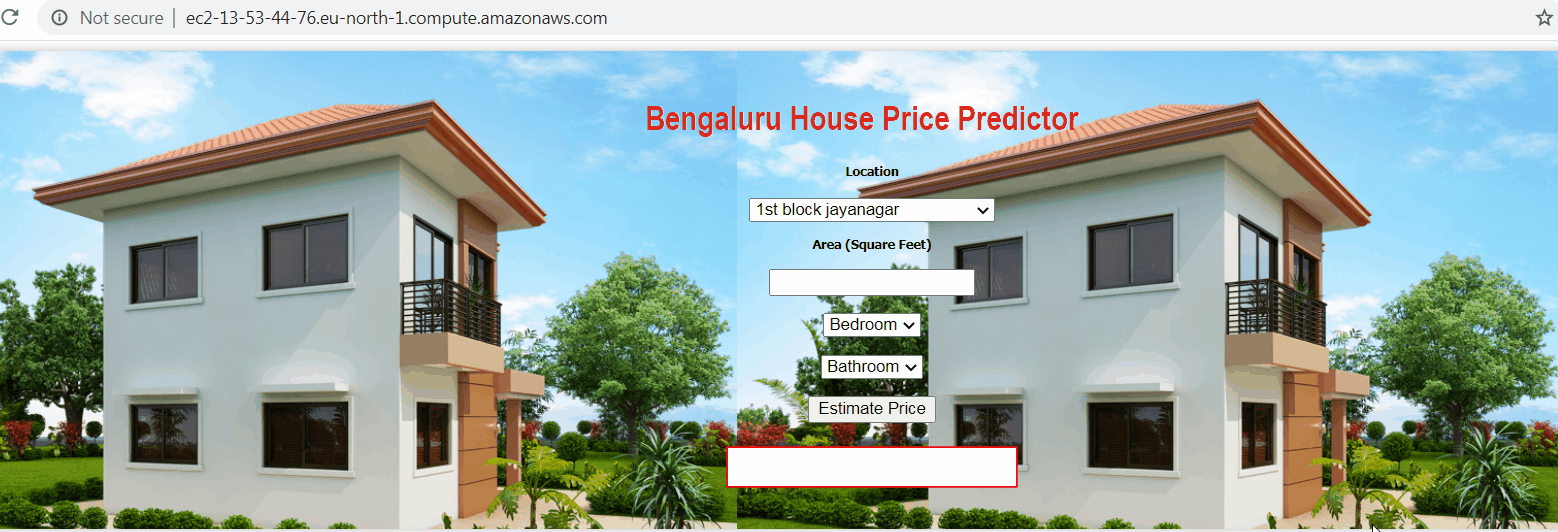 Not secure | ec2-13-53-44-76.eu-north-1.compute.amazonaws.com
Bengaluru House Price Predictor
Location
1st block jayanagar
Area (Square Feet)
Bedroom
Bathroom
Estimate Price